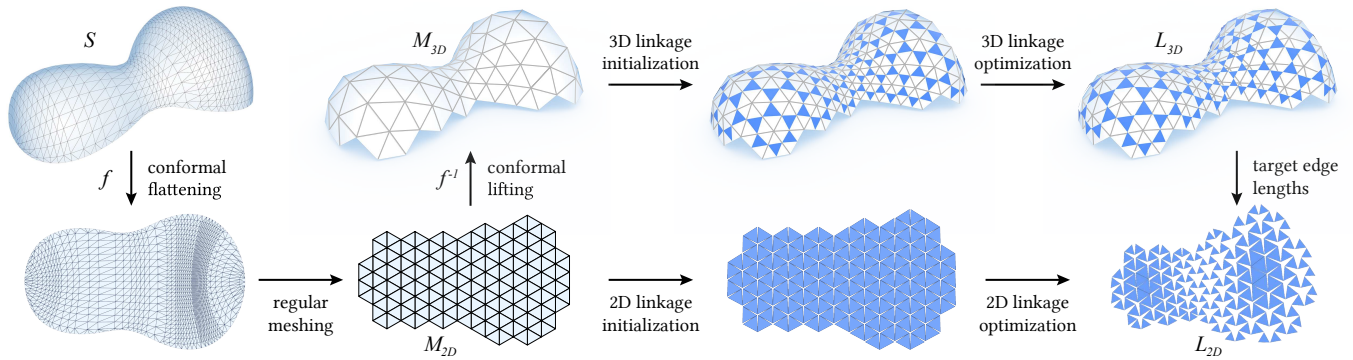 S
f
conformal
flattening
regular
meshing
M3D
f-1
conformal
lifting
M2D
3D linkage
initialization
2D linkage
initialization
3D linkage
optimization
L3D
target edge
lengths
2D linkage
optimization
L2D